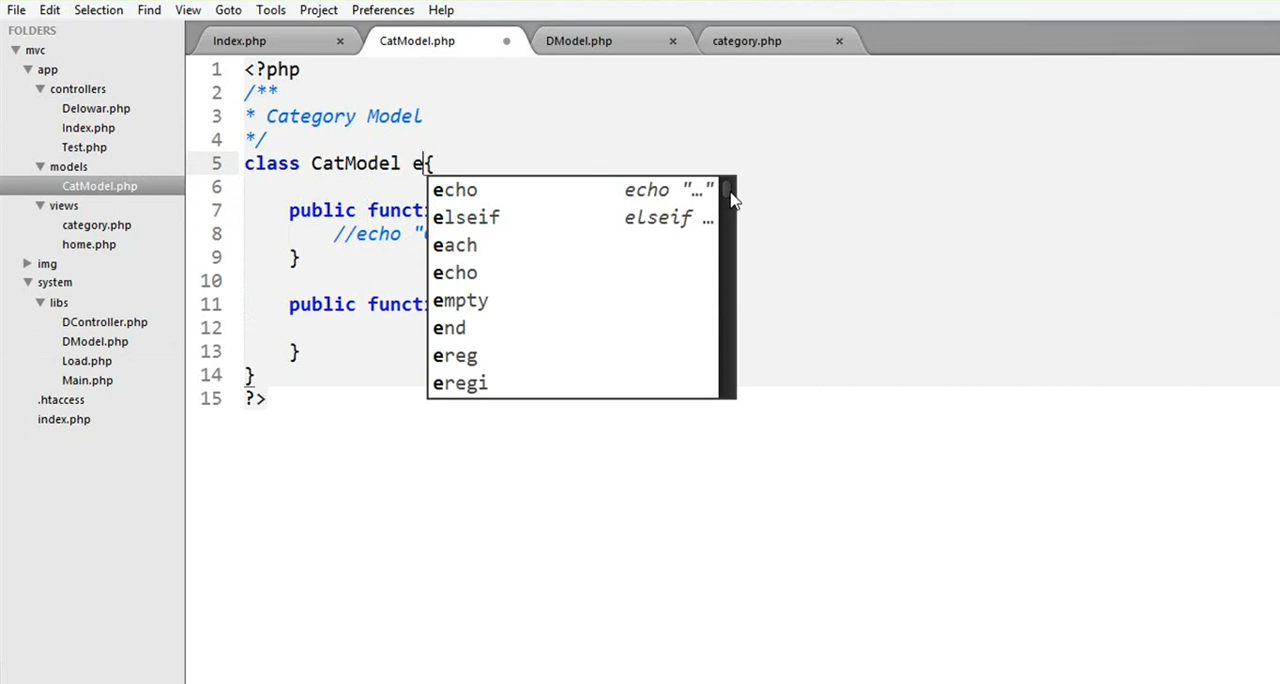 File Edit Selection Find View Goto Tools Project Preferences Help
FOLDERS
mvc
app
controllers
Delowar.php
Index.php
Test.php
models
CatModel.php
views
category.php
home.php
img
system
libs
DController.php
DModel.php
Load.php
Main.php
.htaccess
index.php
Index.php × CatModel.php DModel.php × category.php ×
1 <?php
2 /**
3 * Category Model
4 */
5 class CatModel e{
6
7 public functi
8 //echo "
9 }
10
11 public functi
12
13 }
14 }
15 ?>
echo echo "…"
elseif elseif …
each
echo
empty
end
ereg
eregi